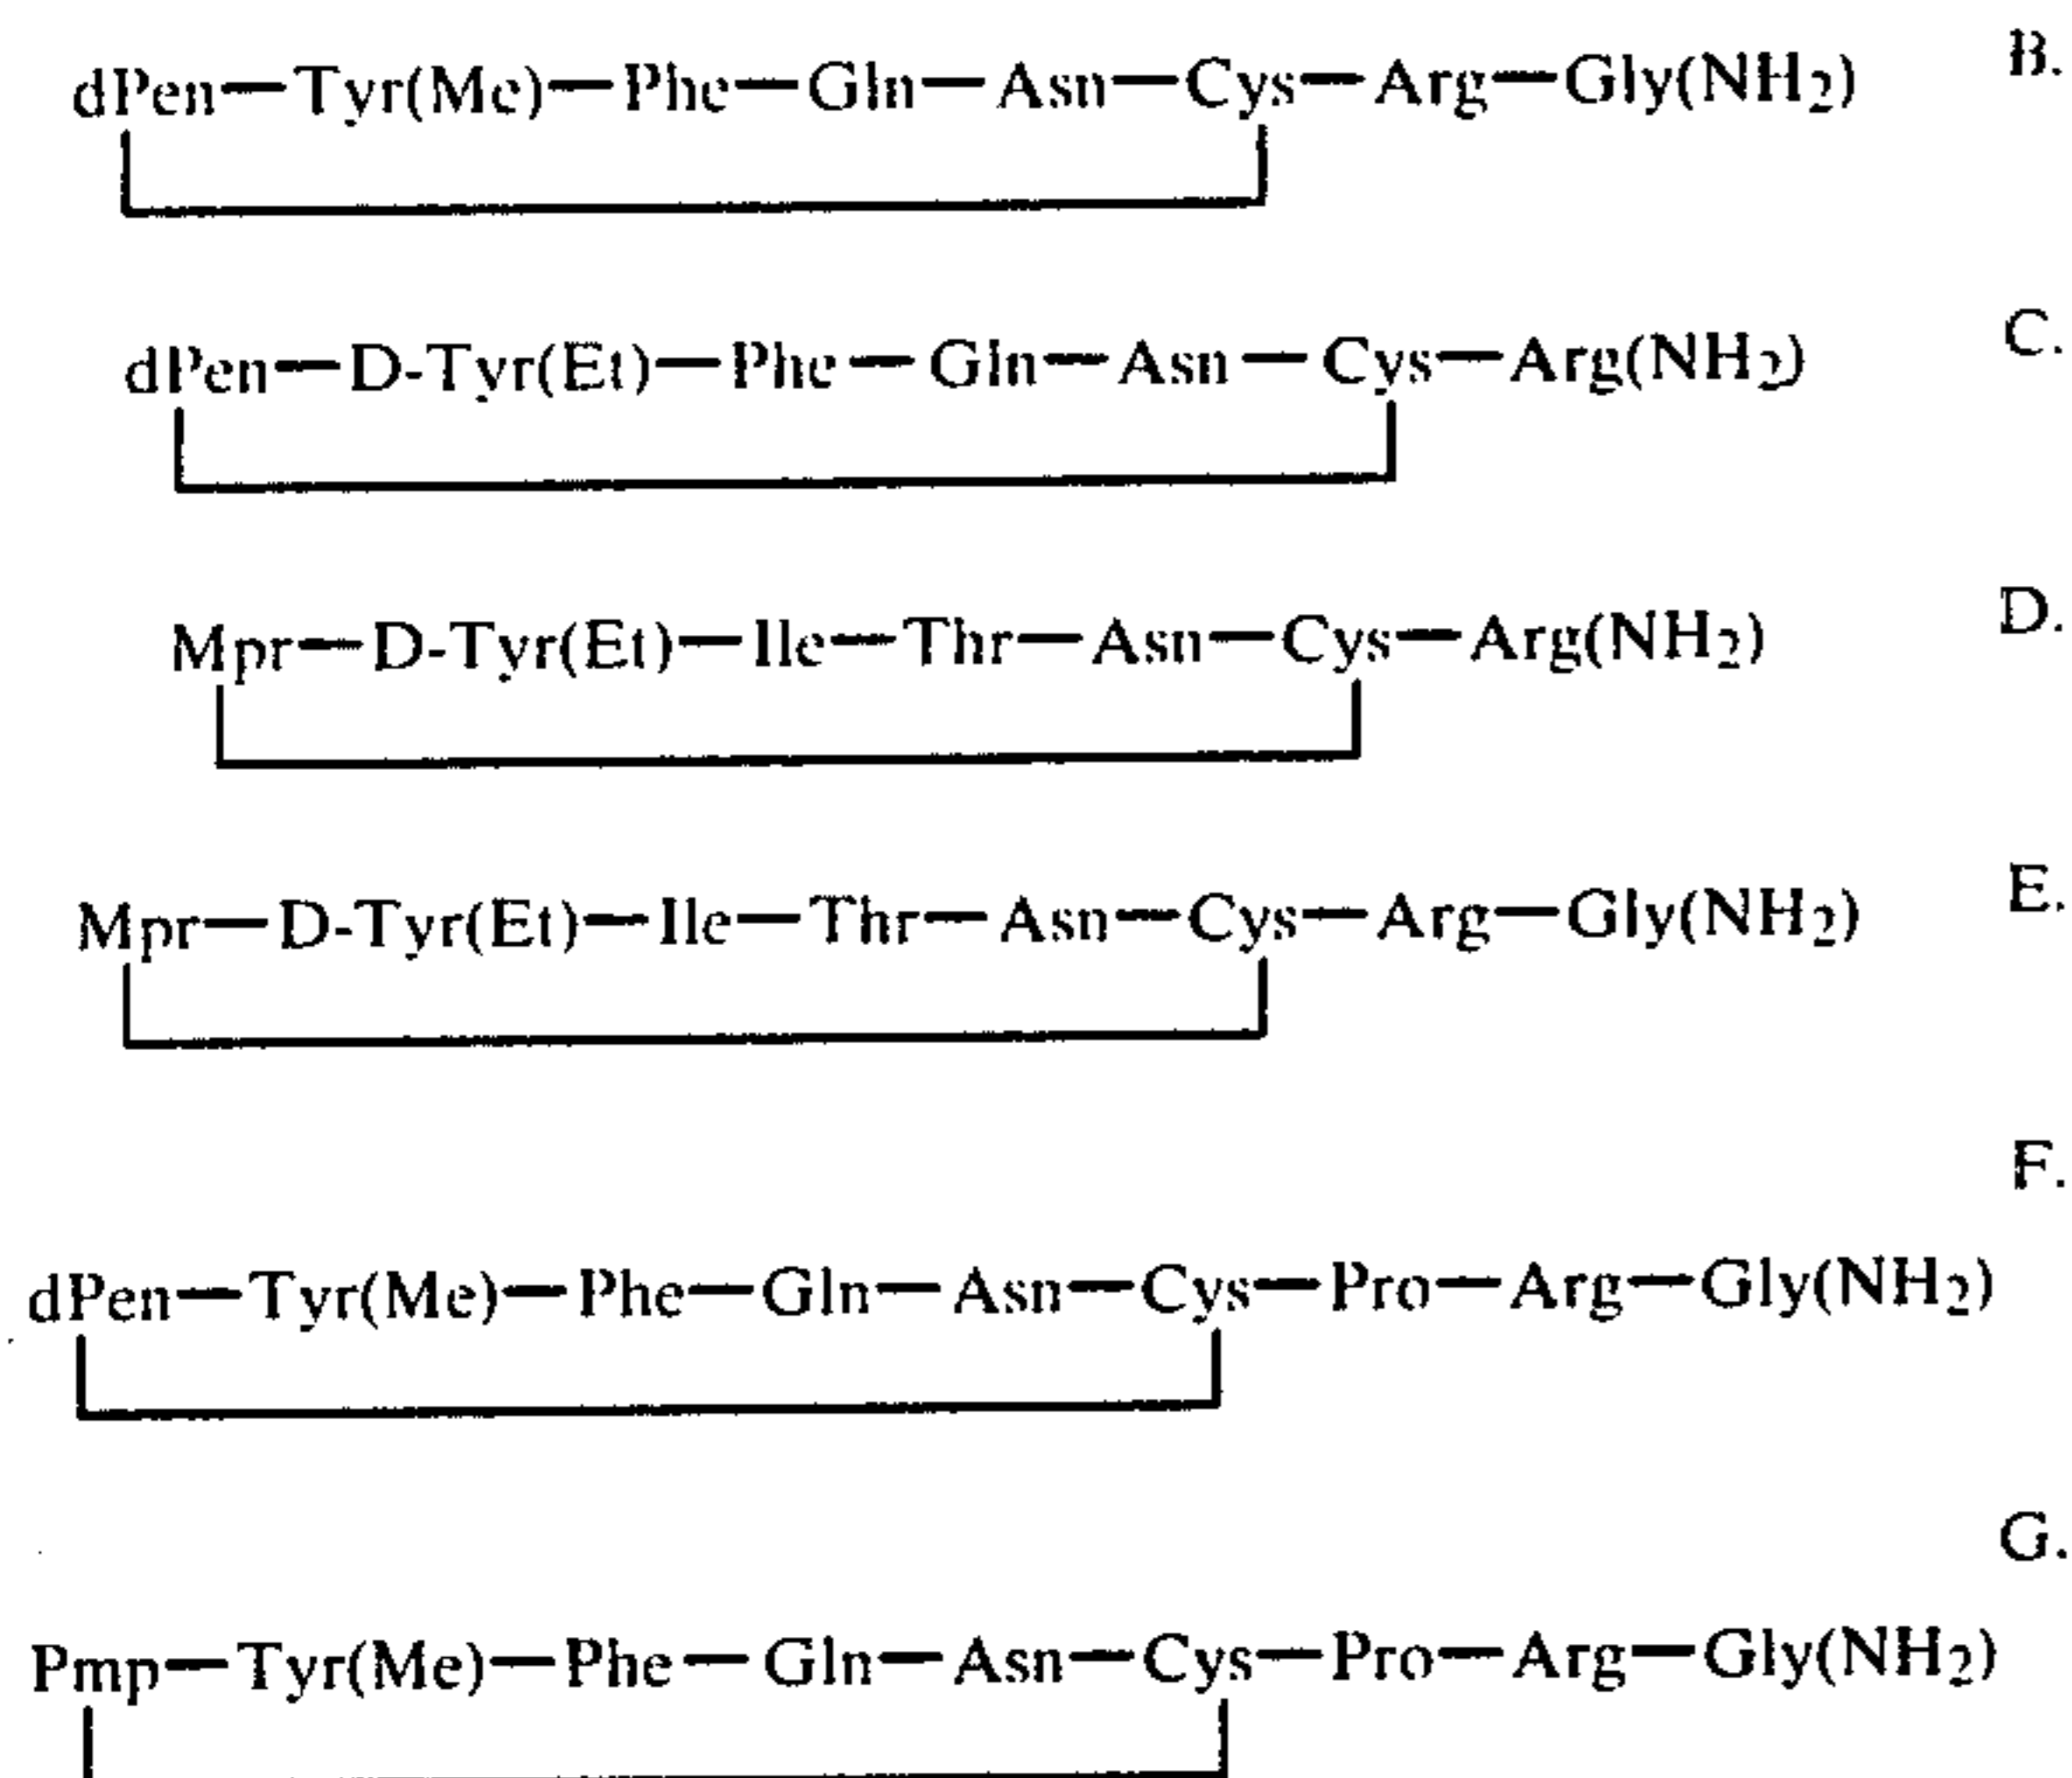 B.
dPen—Tyr(Me)—Phe—Gln—Asn—Cys—Arg—Gly(NH₂)
C.
dPen—D-Tyr(Et)—Phe—Gln—Asn—Cys—Arg(NH₂)
D.
Mpr—D-Tyr(Et)—Ile—Thr—Asn—Cys—Arg(NH₂)
E.
Mpr—D-Tyr(Et)—Ile—Thr—Asn—Cys—Arg—Gly(NH₂)
F.
dPen—Tyr(Me)—Phe—Gln—Asn—Cys—Pro—Arg—Gly(NH₂)
G.
Pmp—Tyr(Me)—Phe—Gln—Asn—Cys—Pro—Arg—Gly(NH₂)